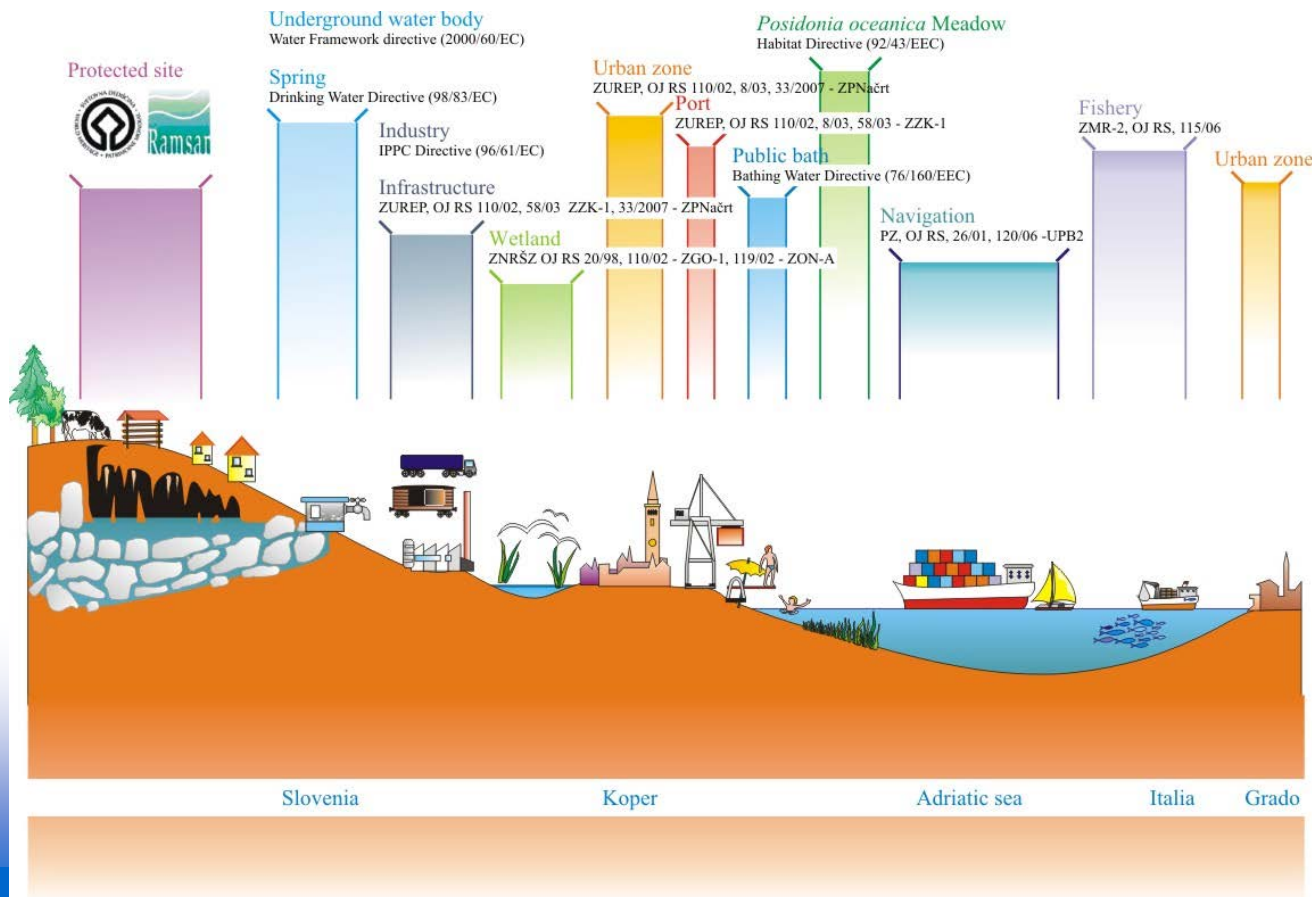 Underground water body
Water Framework directive (2000/60/EC)
Posidonia oceanica Meadow
Habitat Directive (92/43/EEC)
Protected site
Ramsar
Spring
Drinking Water Directive (98/83/EC)
Urban zone
ZUREP, OJ RS 110/02, 8/03, 33/2007 - ZPNačrt
Port
ZUREP, OJ RS 110/02, 8/03, 58/03 - ZZK-1
Fishery
ZMR-2, OJ RS, 115/06
Industry
IPPC Directive (96/61/EC)
Public bath
Bathing Water Directive (76/160/EEC)
Urban zone
Infrastructure
ZUREP, OJ RS 110/02, 58/03 ZZK-1, 33/2007 - ZPNačrt
Navigation
PZ, OJ RS, 26/01, 120/06 -UPB2
Wetland
ZNRŠZ OJ RS 20/98, 110/02 - ZGO-1, 119/02 - ZON-A
Slovenia
Koper
Adriatic sea
Italia
Grado